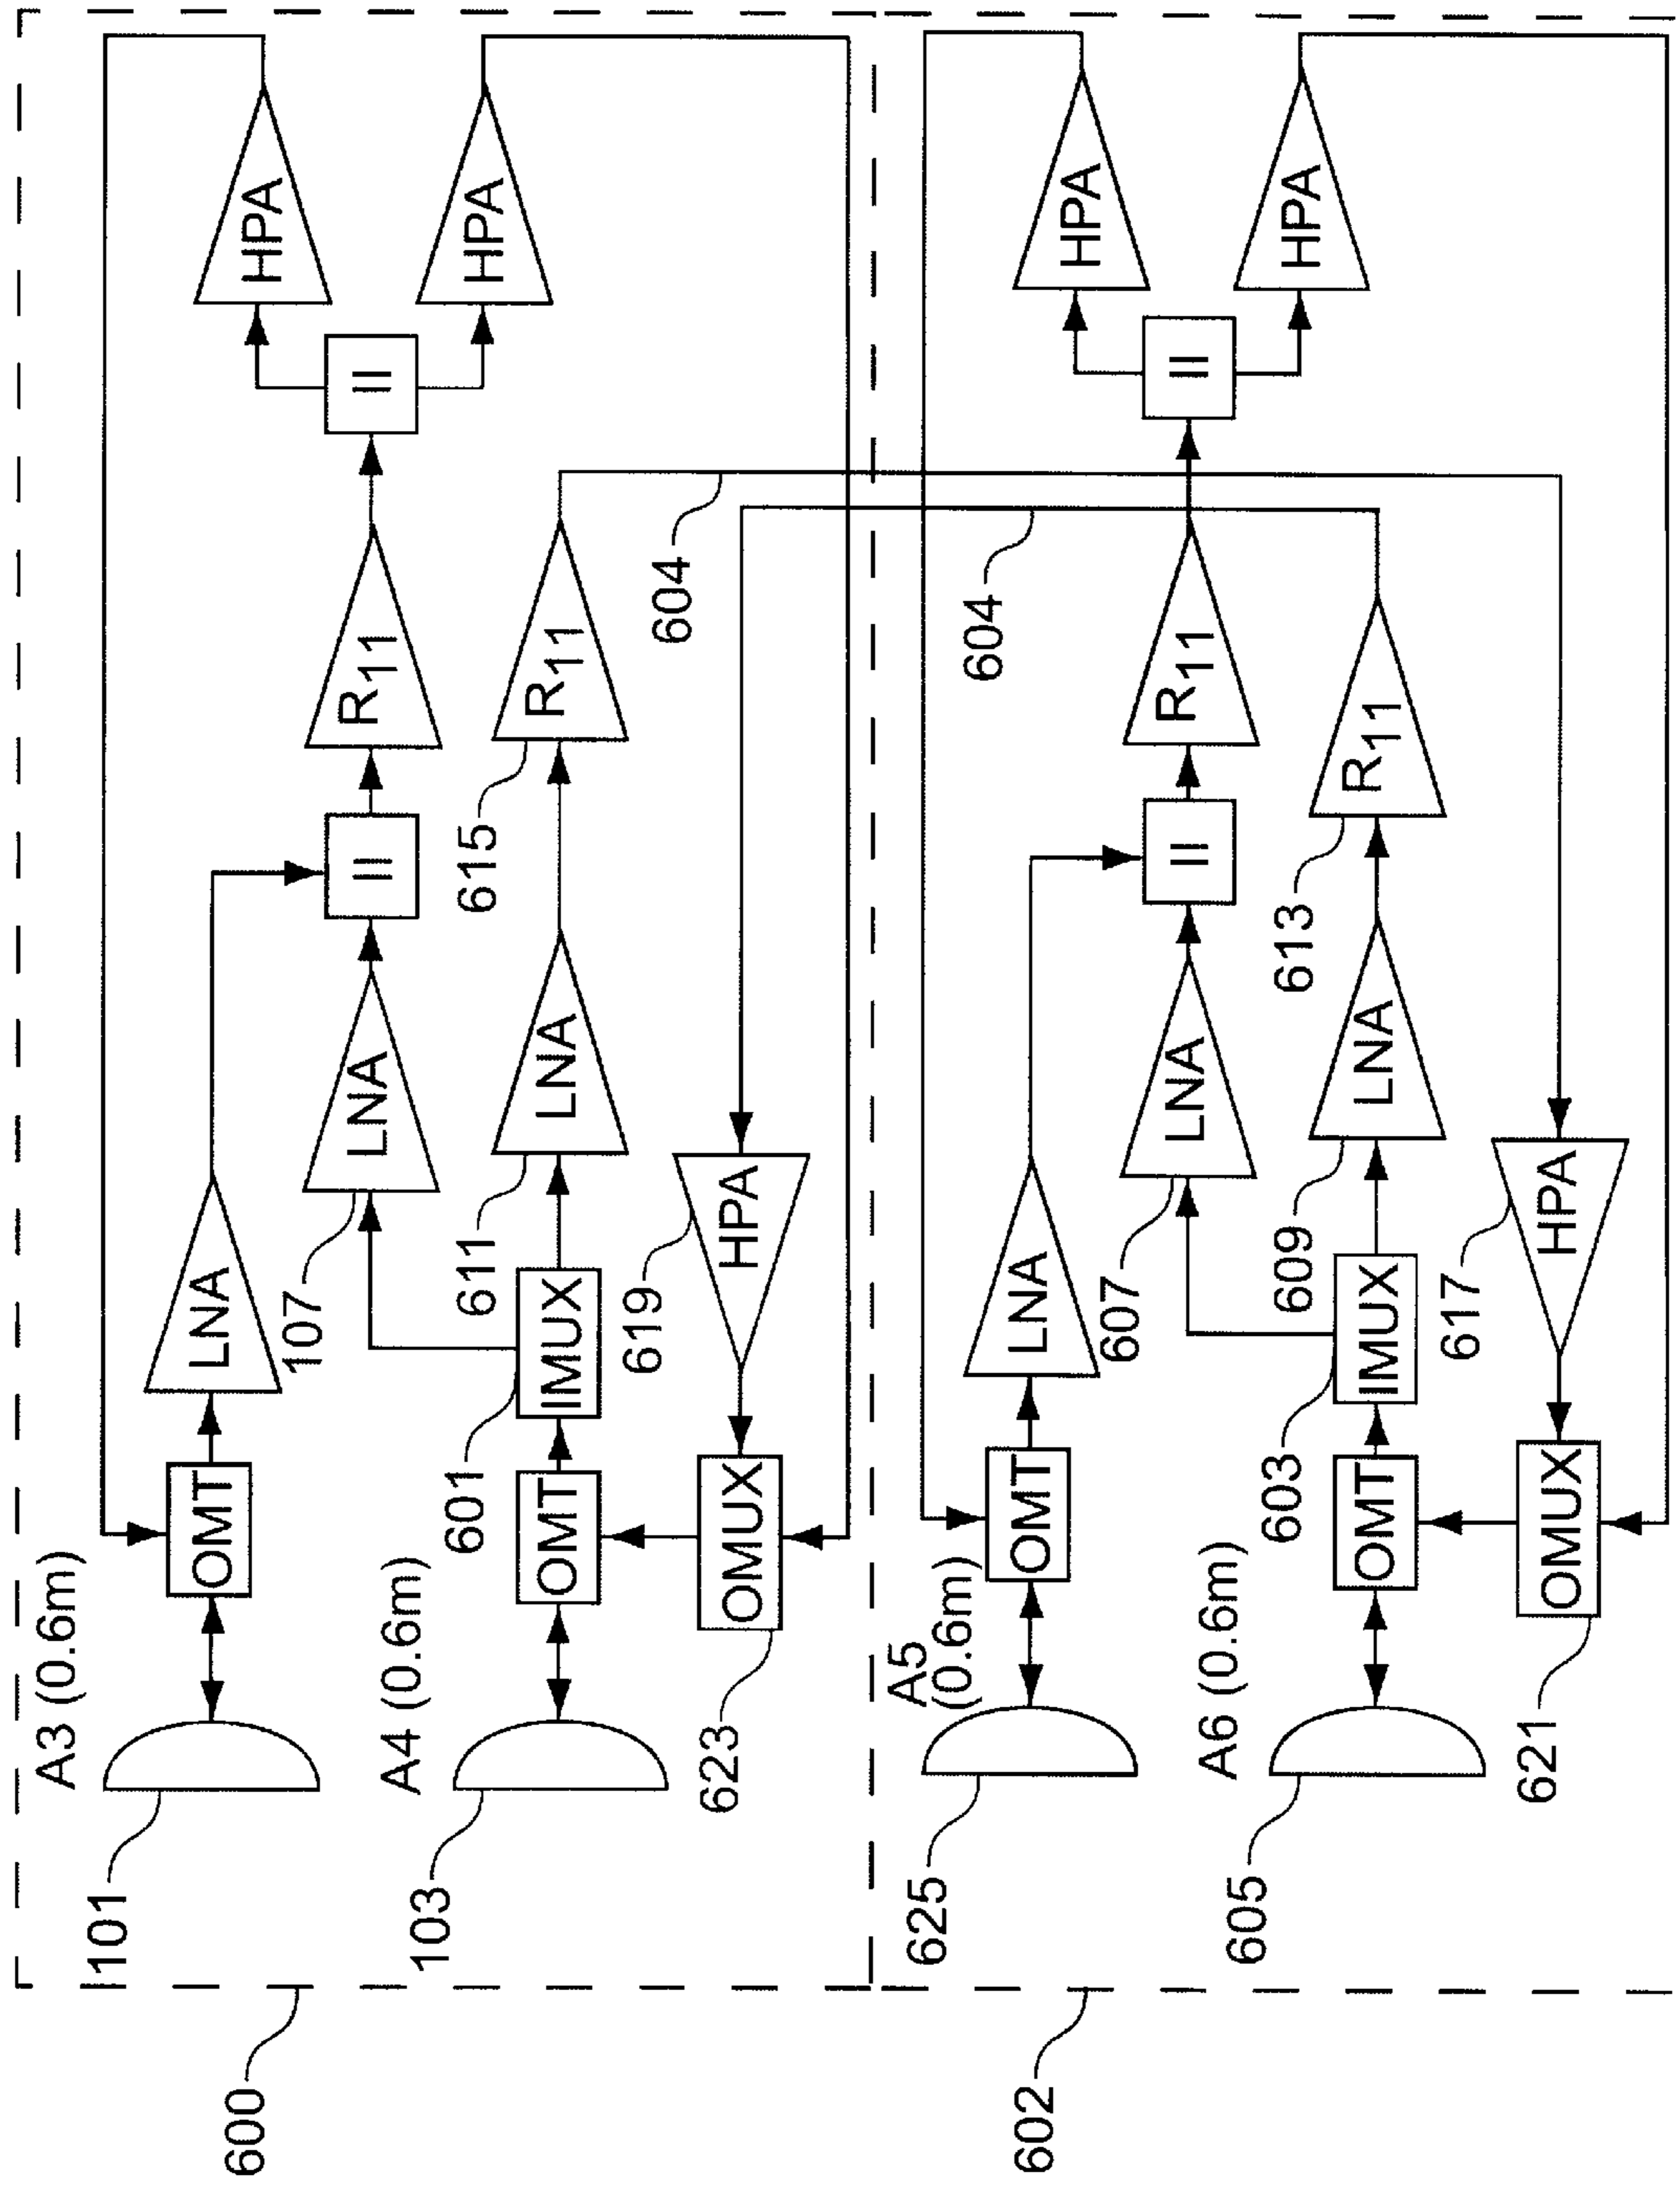 600
101
A3 (0.6m)
OMT
LNA
107
LNA
II
R11
II
HPA
HPA
103
A4 (0.6m)
OMT
601
IMUX
611
LNA
615
R11
604
623
OMUX
619
HPA
602
625
A5
(0.6m)
OMT
LNA
607
LNA
II
R11
604
II
HPA
HPA
605
A6 (0.6m)
OMT
603
IMUX
609
LNA
613
R11
621
OMUX
617
HPA